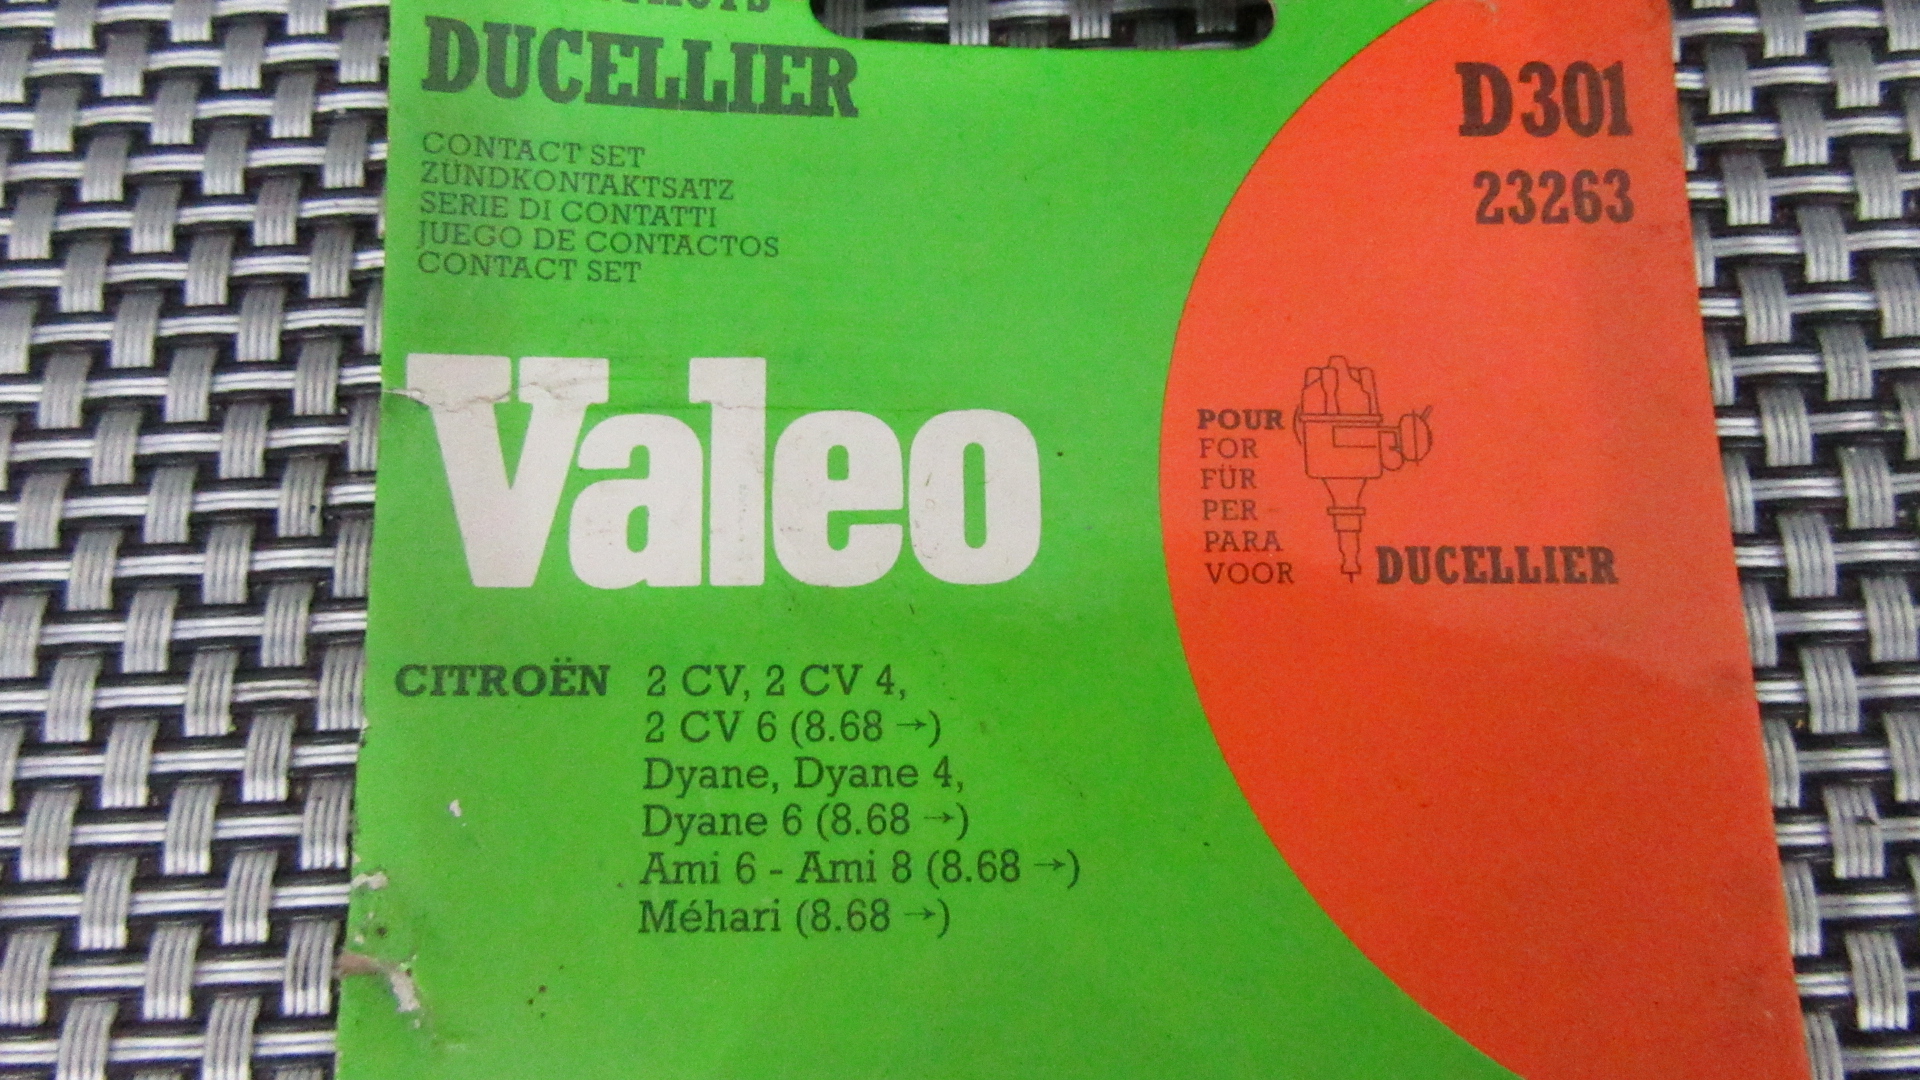 DUCELLIER
CONTACT SET
ZÜNDKONTAKTSATZ
SERIE DI CONTATTI
JUEGO DE CONTACTOS
CONTACT SET
Valeo
CITROËN 2 CV, 2 CV 4,
2 CV 6 (8.68 →)
Dyane, Dyane 4,
Dyane 6 (8.68 →)
Ami 6 - Ami 8 (8.68 →)
Méhari (8.68 →)
D301
23263
POUR
FOR
FÜR
PER
PARA
VOOR
DUCELLIER